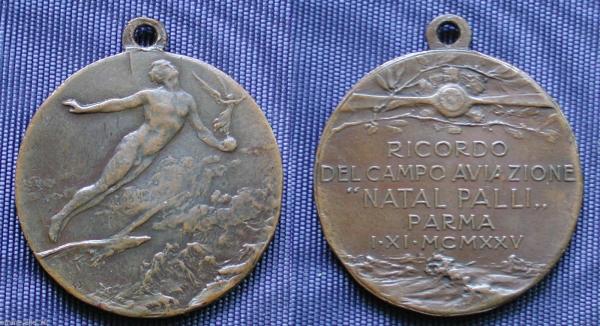 RICORDO
DEL CAMPO AVIAZIONE
"NATAL PALLI„
PARMA
I·XI·MCMXXV